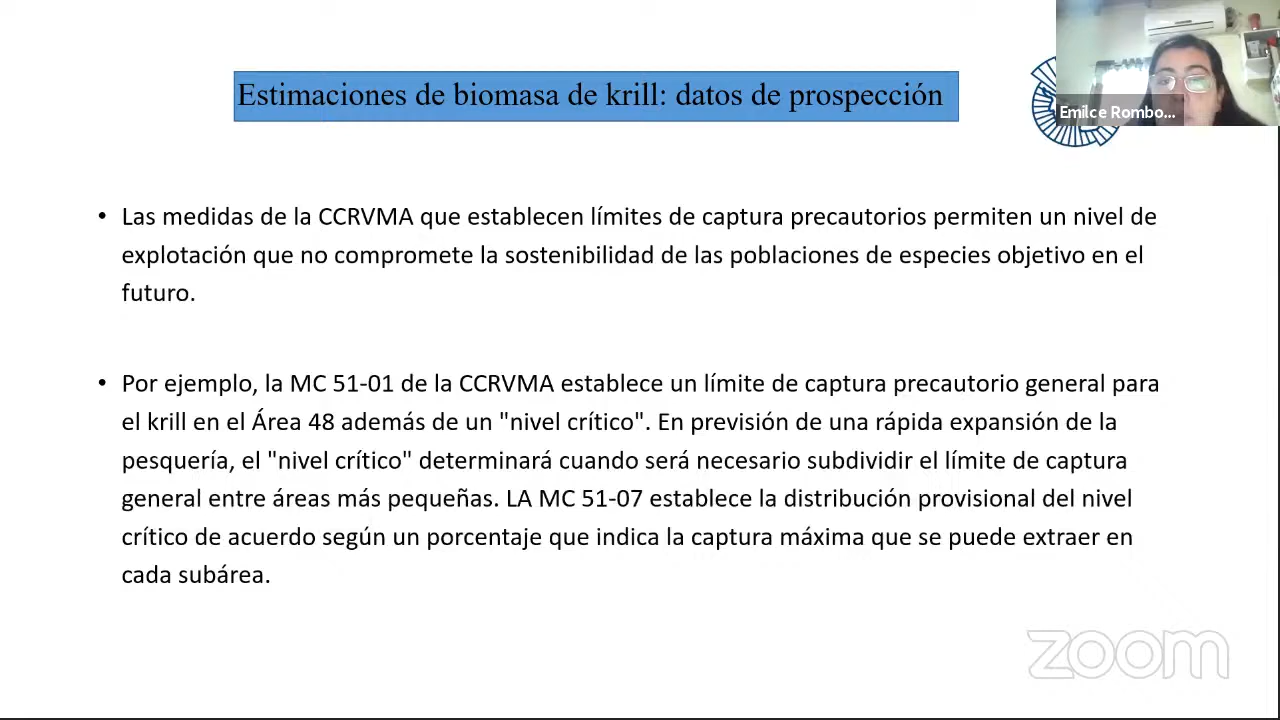 Estimaciones de biomasa de krill: datos de prospección
Emilce Rombo...
• Las medidas de la CCRVMA que establecen límites de captura precautorios permiten un nivel de
explotación que no compromete la sostenibilidad de las poblaciones de especies objetivo en el
futuro.
• Por ejemplo, la MC 51-01 de la CCRVMA establece un límite de captura precautorio general para
el krill en el Área 48 además de un "nivel crítico". En previsión de una rápida expansión de la
pesquería, el "nivel crítico" determinará cuando será necesario subdividir el límite de captura
general entre áreas más pequeñas. LA MC 51-07 establece la distribución provisional del nivel
crítico de acuerdo según un porcentaje que indica la captura máxima que se puede extraer en
cada subárea.
zoom